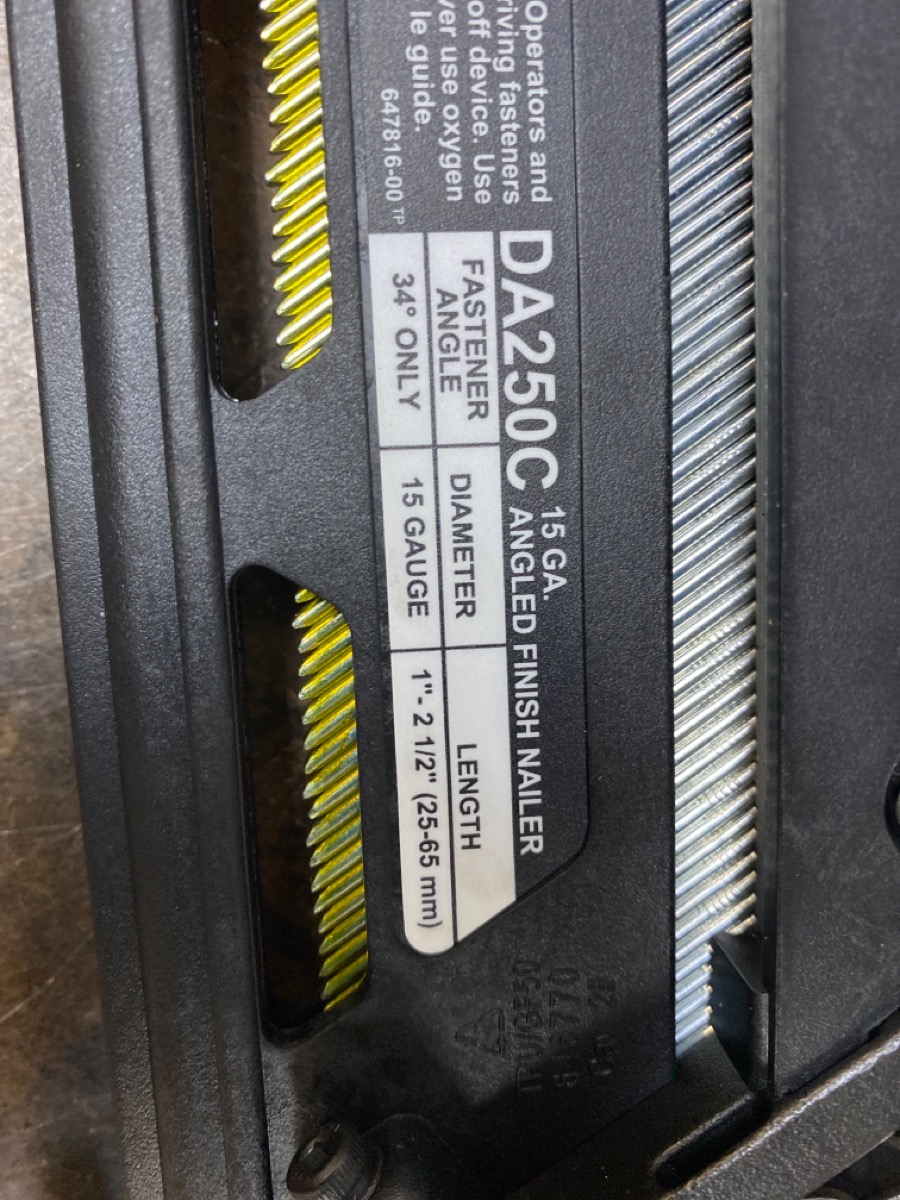 Operators and
riving fasteners
off device. Use
ver use oxygen
le guide.
647816-00 TP
DA250C 15 GA.
ANGLED FINISH NAILER
FASTENER
ANGLE
DIAMETER
LENGTH
34° ONLY
15 GAUGE
1"- 2 1/2" (25-65 mm)